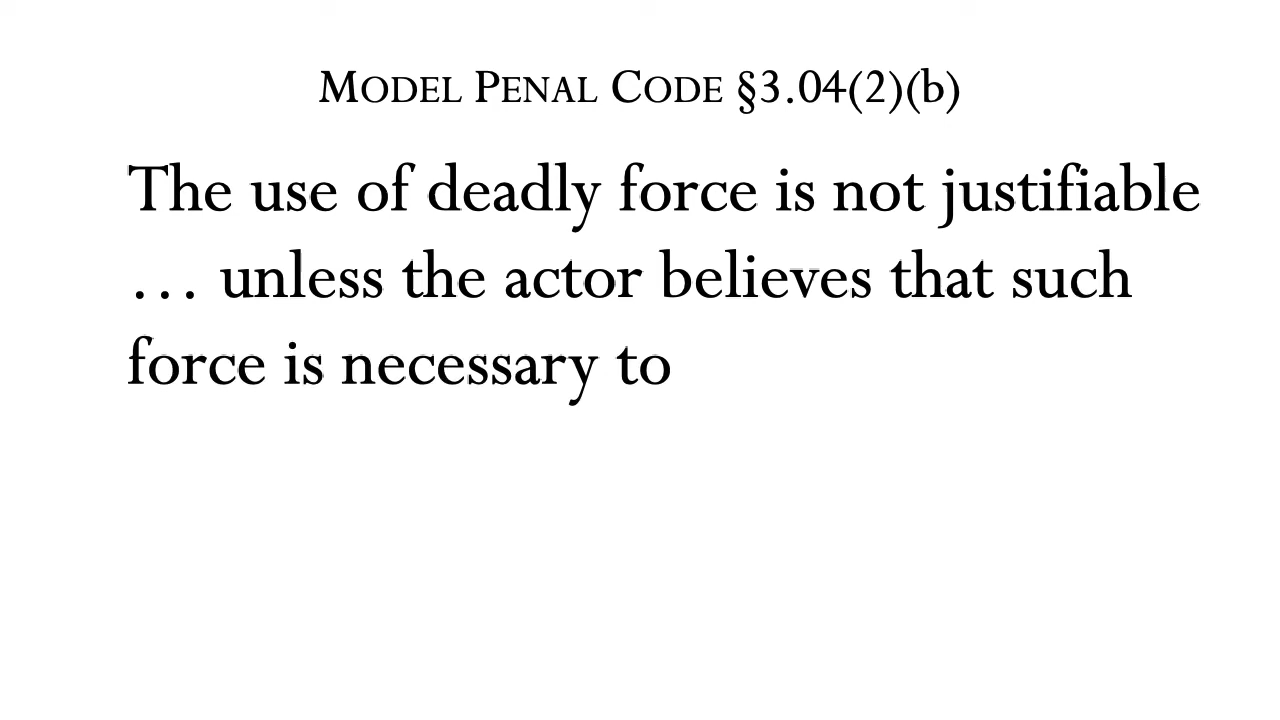 MODEL PENAL CODE §3.04(2)(b)
The use of deadly force is not justifiable
… unless the actor believes that such
force is necessary to